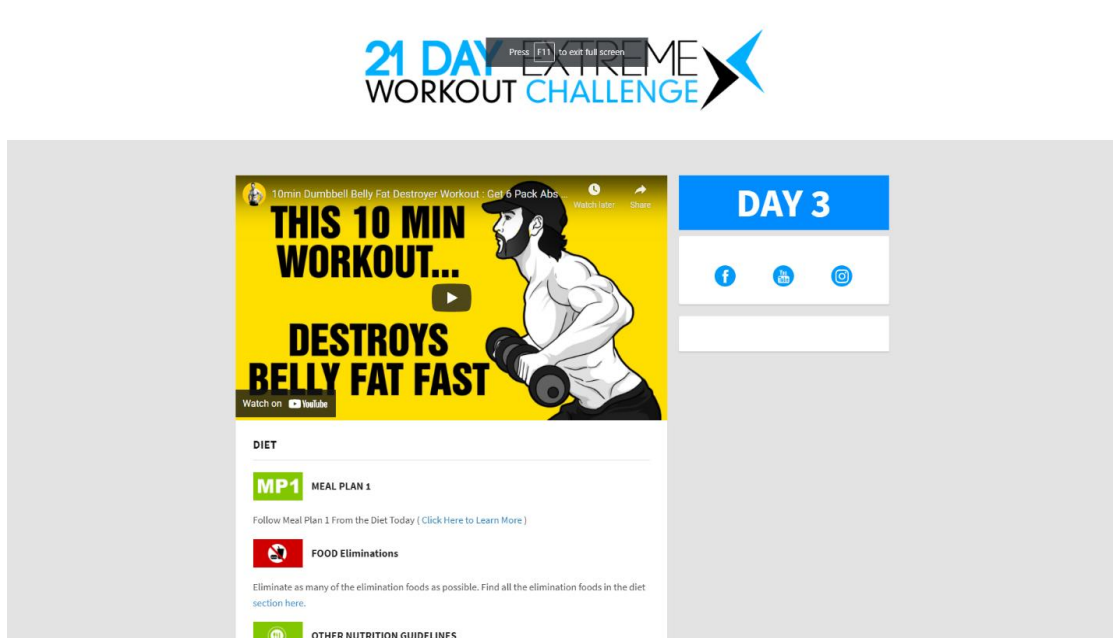 21 DAY EXTREME
WORKOUT CHALLENGE
Press F11 to exit full screen
10min Dumbbell Belly Fat Destroyer Workout : Get 6 Pack Abs ...
Watch later
Share
THIS 10 MIN
WORKOUT...
DESTROYS
BELLY FAT FAST
Watch on YouTube
DAY 3
DIET
MP1 MEAL PLAN 1
Follow Meal Plan 1 From the Diet Today ( Click Here to Learn More )
FOOD Eliminations
Eliminate as many of the elimination foods as possible. Find all the elimination foods in the diet
section here.
OTHER NUTRITION GUIDELINES